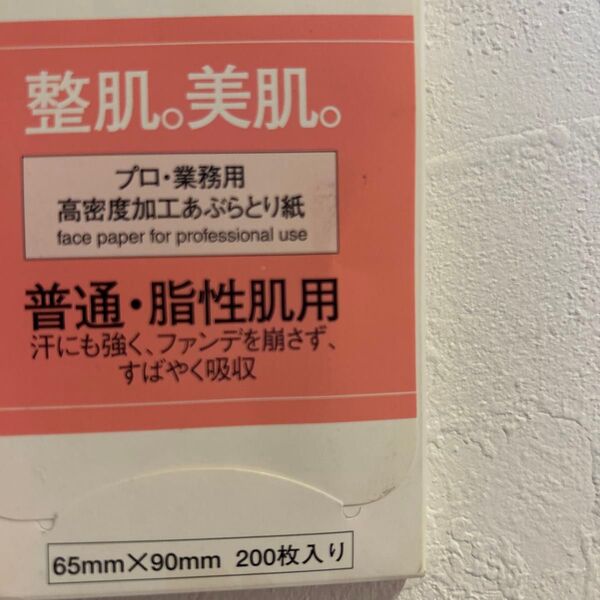 整肌。美肌。
プロ・業務用
高密度加工あぶらとり紙
face paper for professional use
普通・脂性肌用
汗にも強く、ファンデを崩さず、
すばやく吸収
65mm×90mm 200枚入り